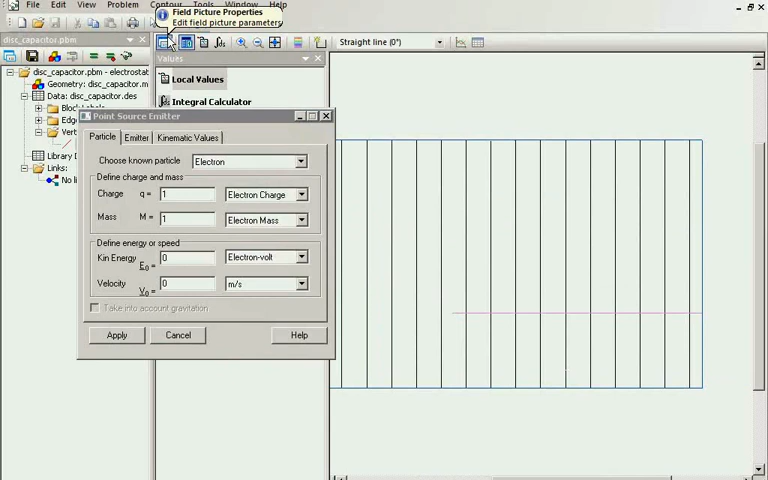 File Edit View Problem Contour Tools Window Help
Field Picture Properties
Edit field picture parameters
Straight line (0°)
disc_capacitor.pbm
Values
disc_capacitor.pbm - electrostat
Geometry: disc_capacitor.m
Data: disc_capacitor.des
Block Lab
Edge
Vert
Library D
Links:
No li
Local Values
Integral Calculator
Point Source Emitter
Particle Emitter Kinematic Values
Choose known particle Electron
Define charge and mass
Charge q = 1 Electron Charge
Mass M = 1 Electron Mass
Define energy or speed
Kin Energy E0 = 0 Electron-volt
Velocity V0 = 0 m/s
Take into account gravitation
Apply Cancel Help